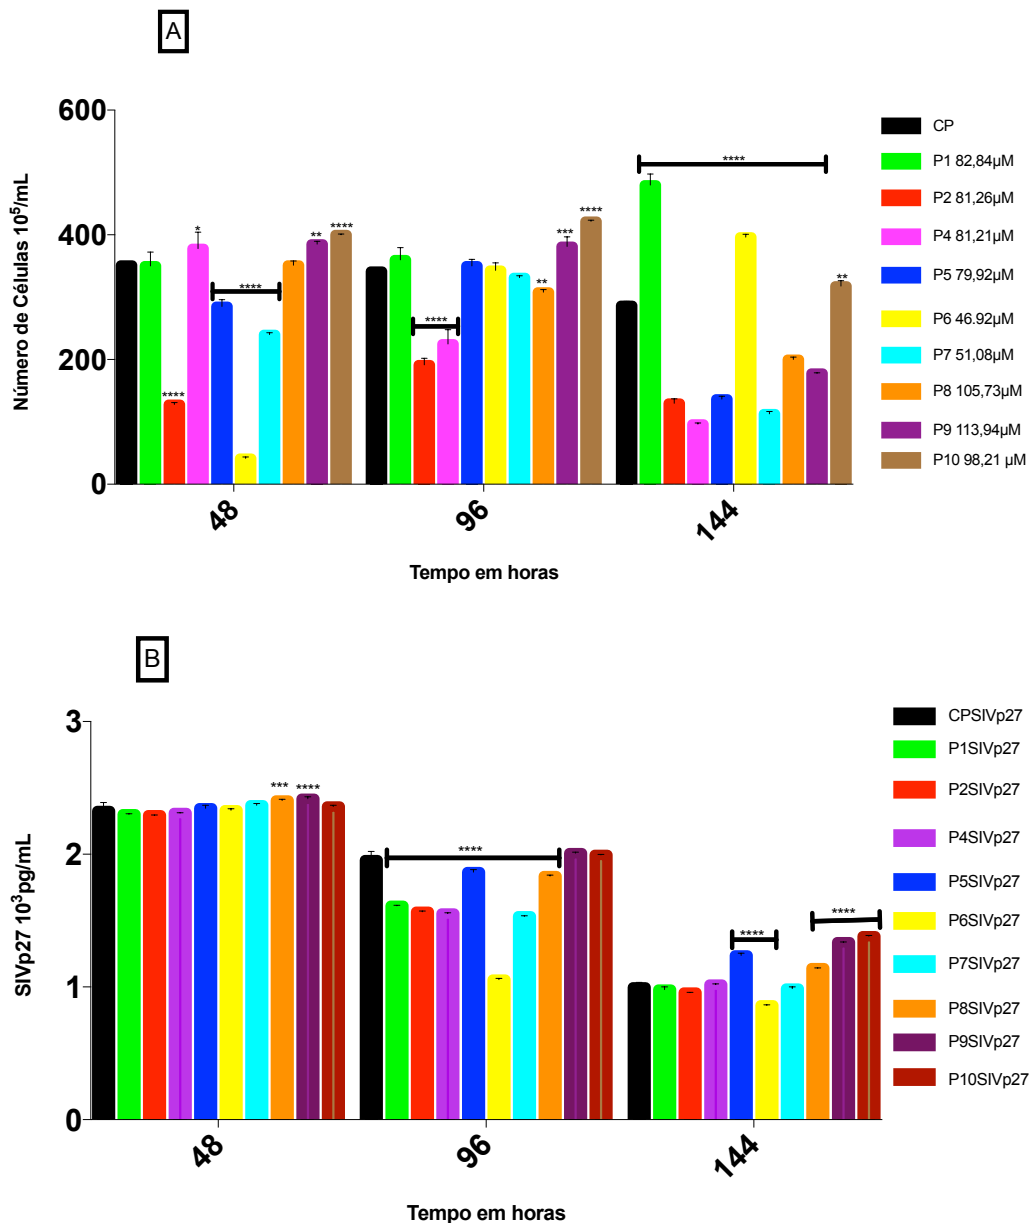 A
Número de Células 10⁵/mL
600
400
200
0
****
*
****
**
****
****
**
***
****
****
**
48
96
144
Tempo em horas
CP
P1 82,84µM
P2 81,26µM
P4 81,21µM
P5 79,92µM
P6 46.92µM
P7 51,08µM
P8 105,73µM
P9 113,94µM
P10 98,21 µM
B
SIVp27 10³pg/mL
3
2
1
0
***
****
****
****
****
48
96
144
Tempo em horas
CPSIVp27
P1SIVp27
P2SIVp27
P4SIVp27
P5SIVp27
P6SIVp27
P7SIVp27
P8SIVp27
P9SIVp27
P10SIVp27